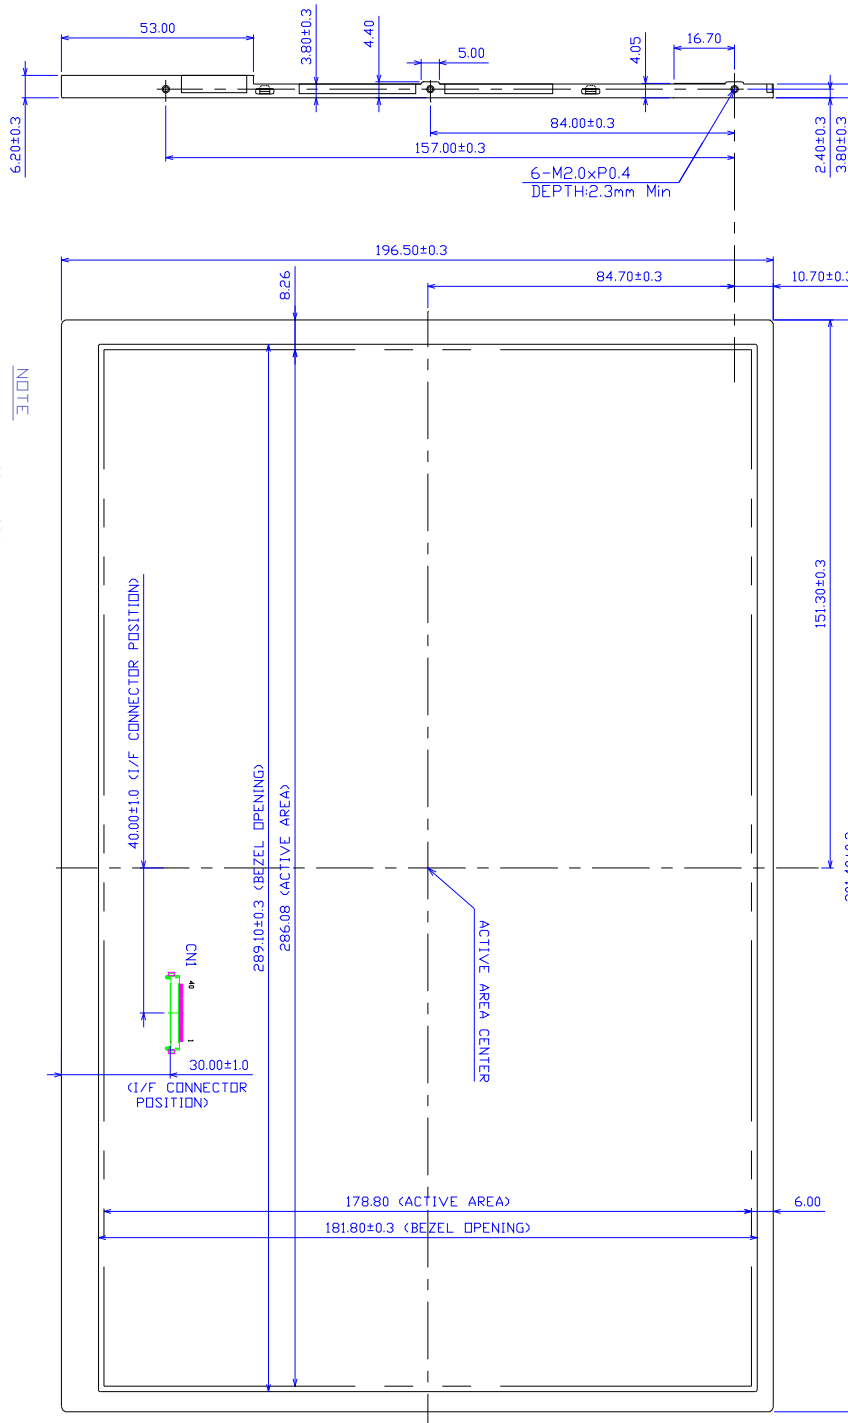 53.00
3.80±0.3
4.40
5.00
4.05
16.70
6.20±0.3
84.00±0.3
157.00±0.3
2.40±0.3
3.80±0.3
6-M2.0xP0.4
DEPTH:2.3mm Min
196.50±0.3
8.26
84.70±0.3
10.70±0.3
NOTE
151.30±0.3
40.00±1.0 (I/F CONNECTOR POSITION)
289.10±0.3 (BEZEL OPENING)
286.08 (ACTIVE AREA)
ACTIVE AREA CENTER
CN1
40
1
30.00±1.0
(I/F CONNECTOR
POSITION)
178.80 (ACTIVE AREA)
6.00
181.80±0.3 (BEZEL OPENING)